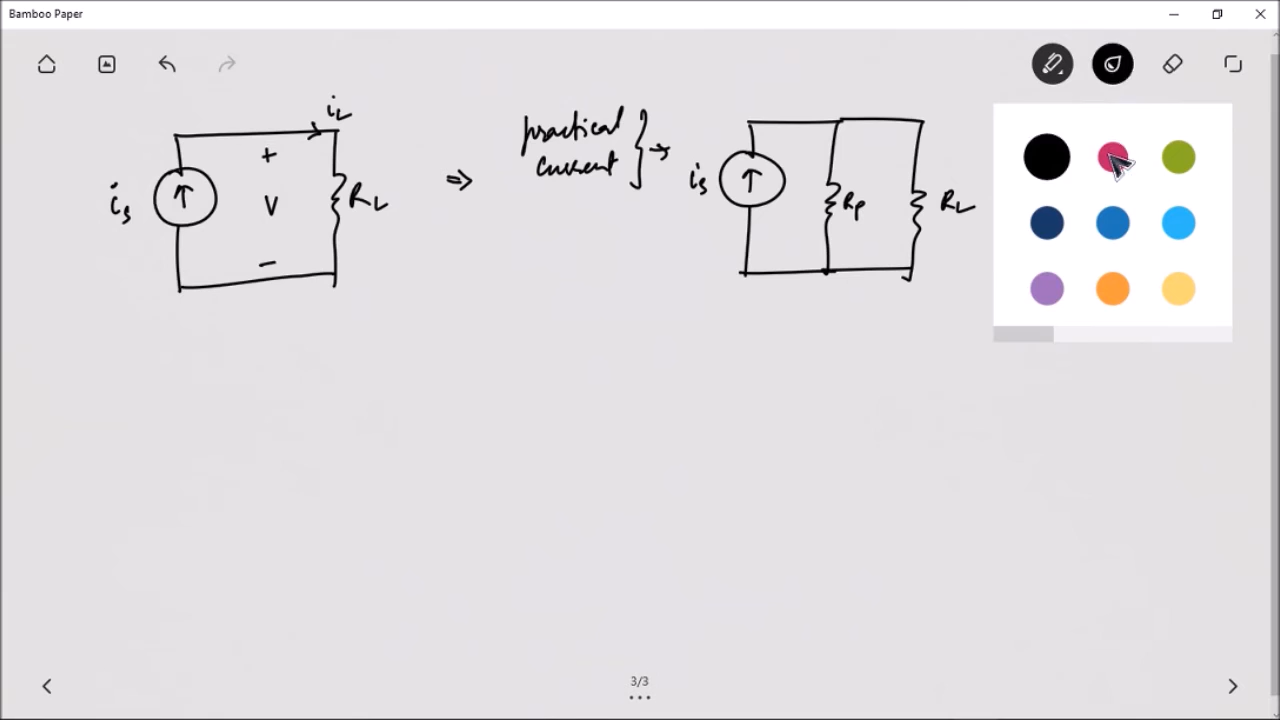 Bamboo Paper
iL
+
is
V
RL
-
⇒
practical
current
} →
is
Rp
RL
3/3